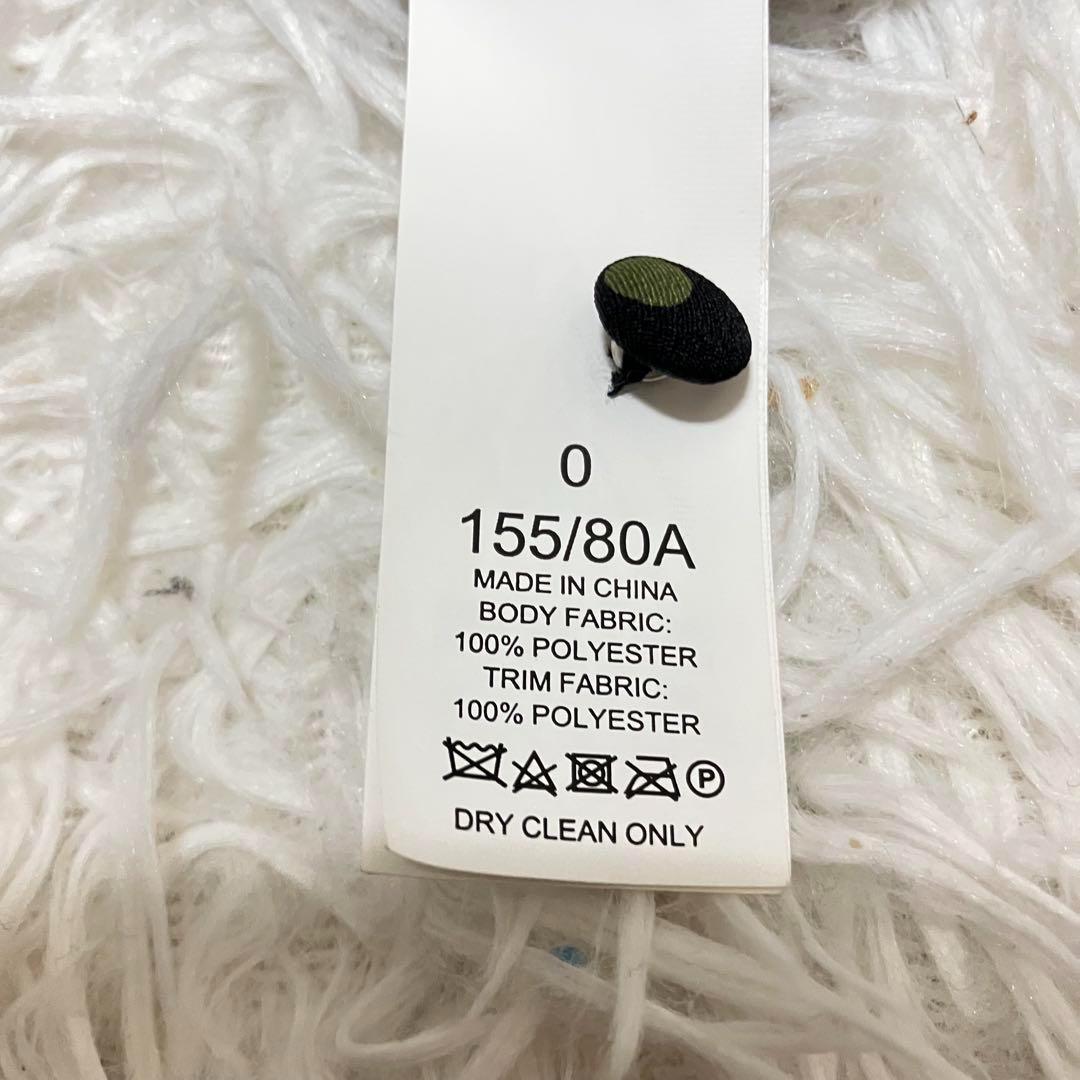 0
155/80A
MADE IN CHINA
BODY FABRIC:
100% POLYESTER
TRIM FABRIC:
100% POLYESTER
P
DRY CLEAN ONLY